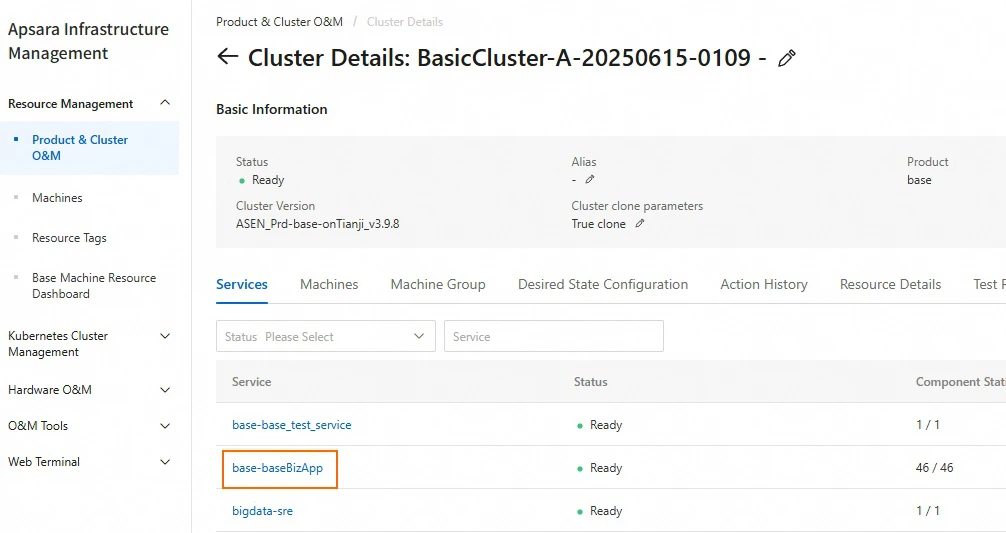 Apsara Infrastructure
Management
Resource Management
Product & Cluster
O&M
Machines
Resource Tags
Base Machine Resource
Dashboard
Kubernetes Cluster
Management
Hardware O&M
O&M Tools
Web Terminal
Product & Cluster O&M / Cluster Details
Cluster Details: BasicCluster-A-20250615-0109 -
Basic Information
Status Alias Product
Ready - base
Cluster Version Cluster clone parameters
ASEN_Prd-base-onTianji_v3.9.8 True clone
Services Machines Machine Group Desired State Configuration Action History Resource Details Test
Status Please Select Service
Service Status Component
base-base_test_service Ready 1 / 1
base-baseBizApp Ready 46 / 46
bigdata-sre Ready 1 / 1